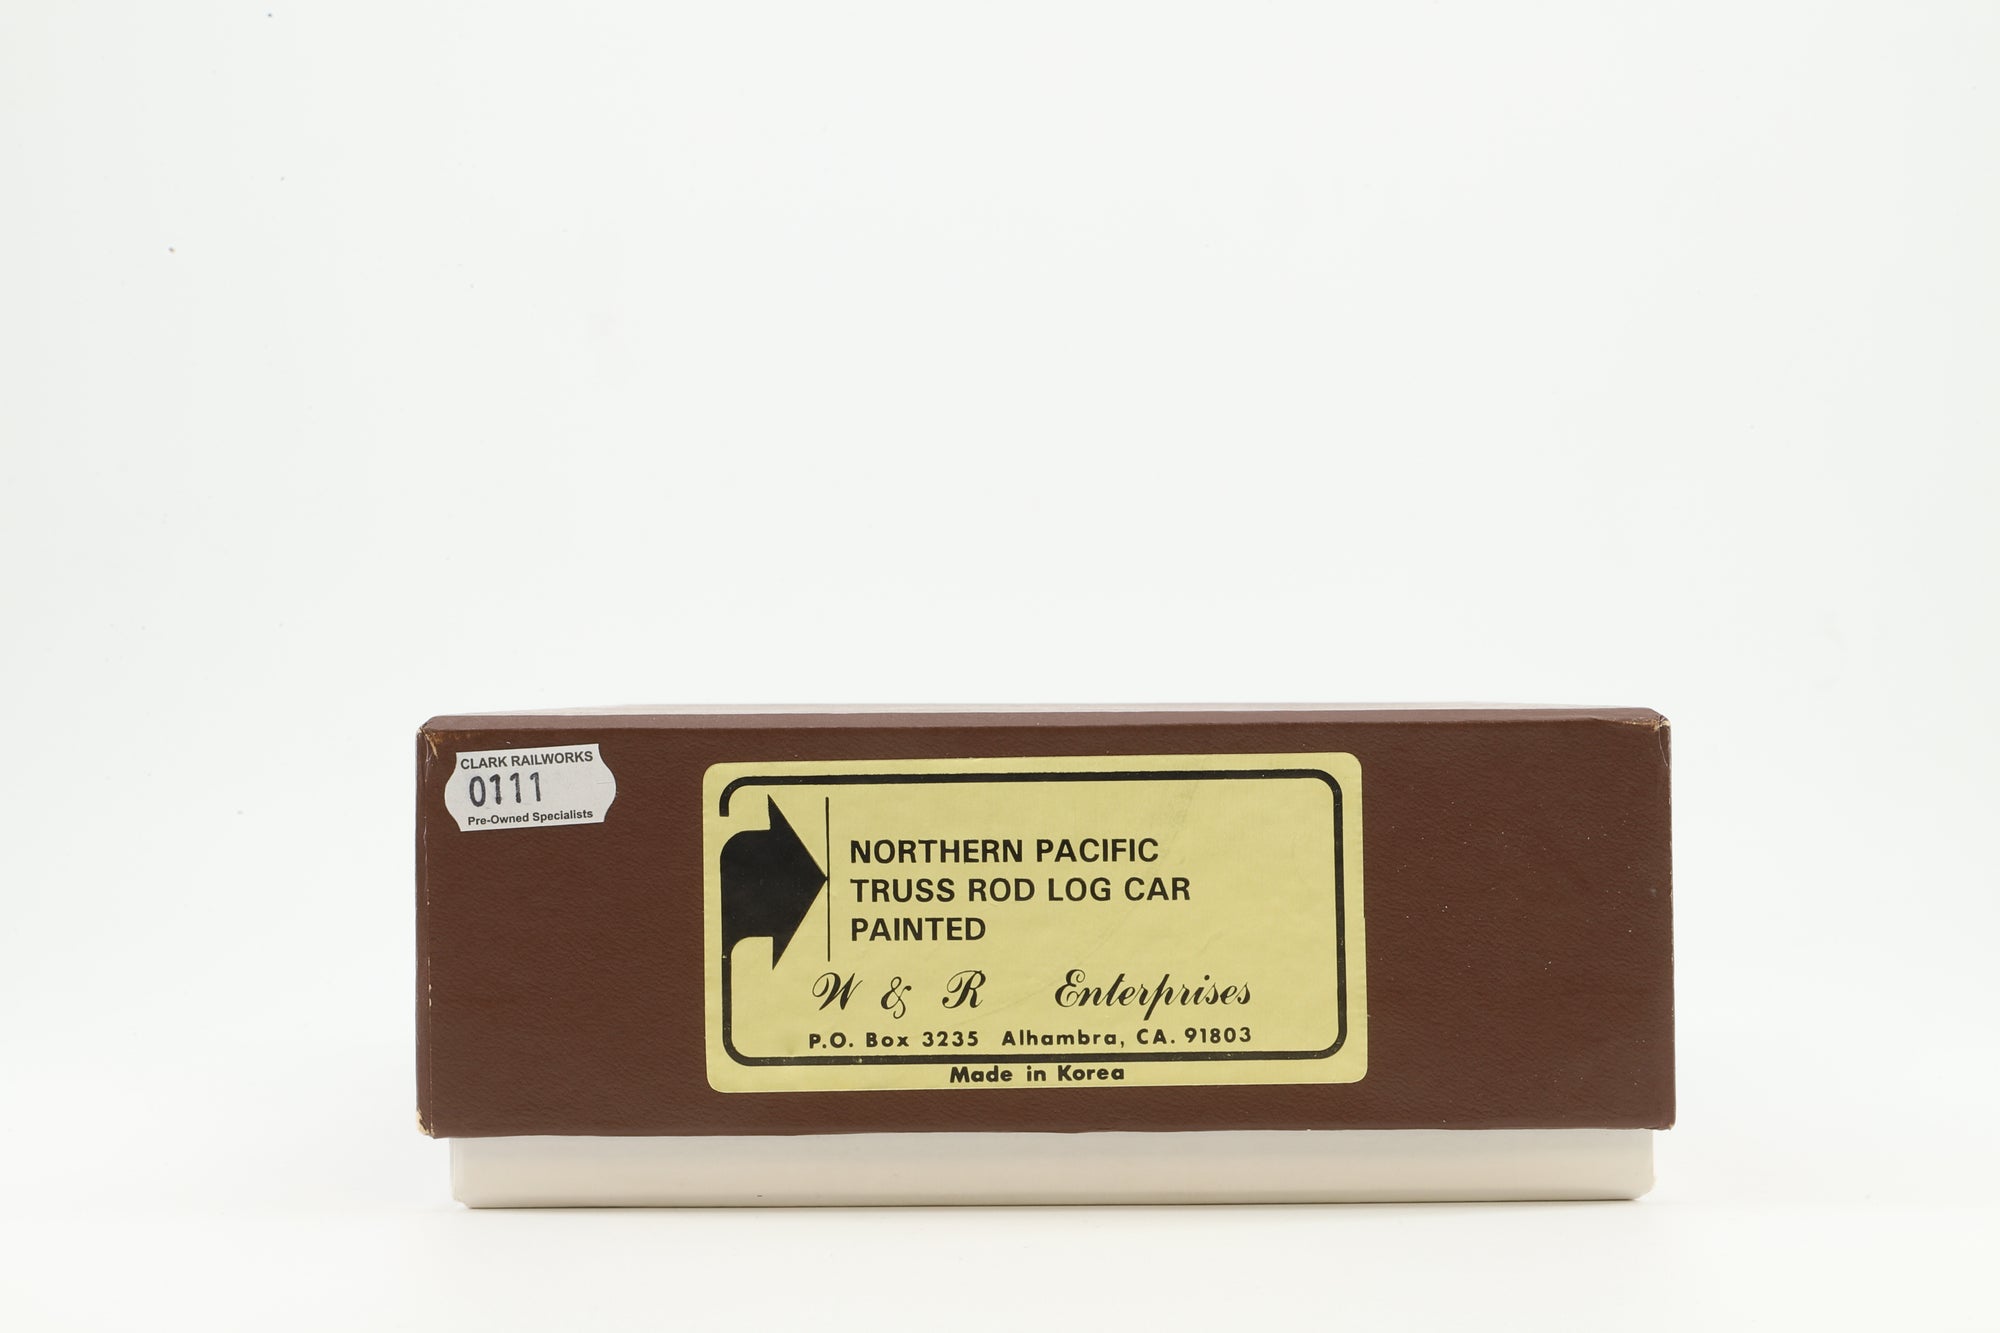 CLARK RAILWORKS
0111
Pre-Owned Specialists
NORTHERN PACIFIC
TRUSS ROD LOG CAR
PAINTED
W & R Enterprises
P.O. Box 3235 Alhambra, CA. 91803
Made in Korea